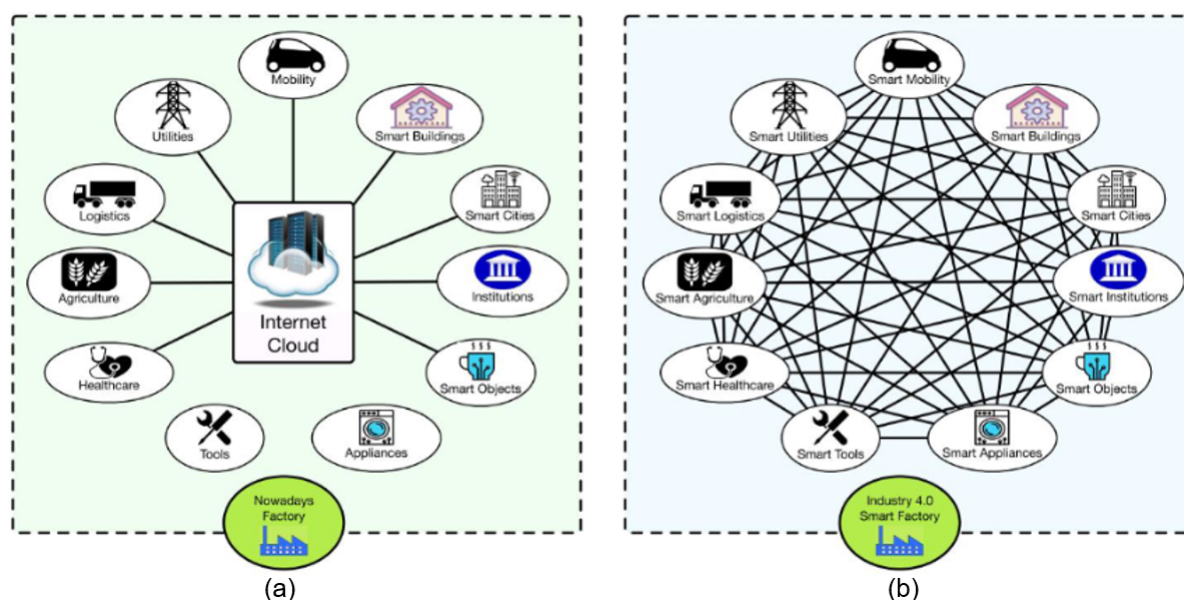 Mobility
Utilities
Smart Buildings
Logistics
Smart Cities
Agriculture
Institutions
Internet
Cloud
Healthcare
Smart Objects
Tools
Appliances
Nowadays
Factory
(a)
Smart Mobility
Smart Utilities
Smart Buildings
Smart Logistics
Smart Cities
Smart Agriculture
Smart Institutions
Smart Healthcare
Smart Objects
Smart Tools
Smart Appliances
Industry 4.0
Smart Factory
(b)